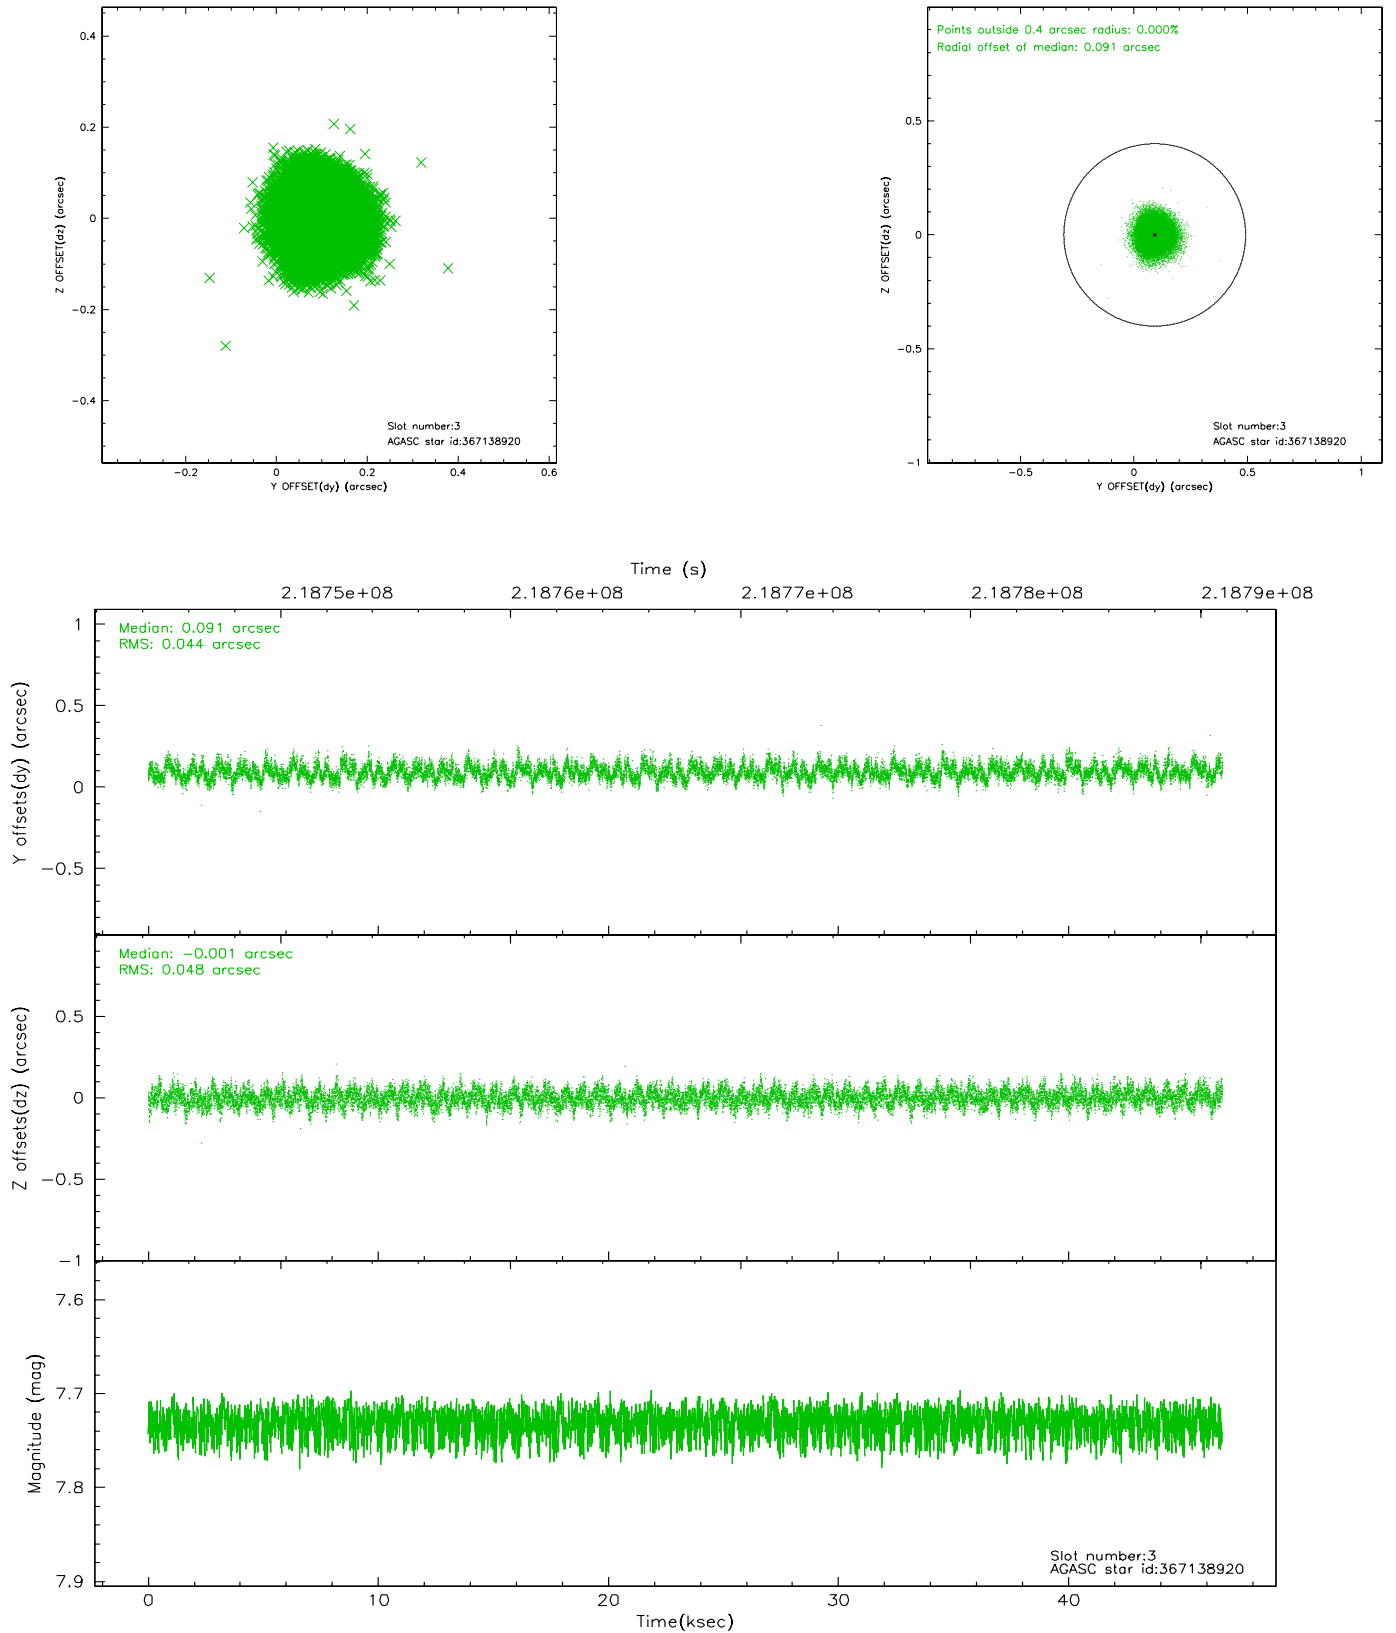 0.4
0.2
0
−0.2
−0.4
Z OFFSET(dz) (arcsec)
Slot number:3
AGASC star id:367138920
−0.2
0
0.2
0.4
0.6
Y OFFSET(dy) (arcsec)
Points outside 0.4 arcsec radius: 0.000%
Radial offset of median: 0.091 arcsec
0.5
0
−0.5
−1
Z OFFSET(dz) (arcsec)
Slot number:3
AGASC star id:367138920
−0.5
0
0.5
1
Y OFFSET(dy) (arcsec)
Time (s)
2.1875e+08
2.1876e+08
2.1877e+08
2.1878e+08
2.1879e+08
Median: 0.091 arcsec
RMS: 0.044 arcsec
1
0.5
0
−0.5
Y offsets(dy) (arcsec)
Median: −0.001 arcsec
RMS: 0.048 arcsec
0.5
0
−0.5
−1
Z offsets(dz) (arcsec)
7.6
7.7
7.8
7.9
Magnitude (mag)
Slot number:3
AGASC star id:367138920
0
10
20
30
40
Time(ksec)